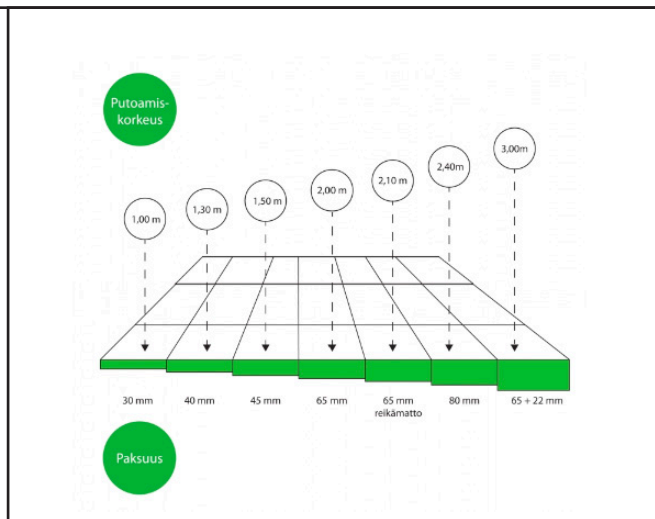 Putoamis-
korkeus
1,00 m
1,30 m
1,50 m
2,00 m
2,10 m
2,40m
3,00m
30 mm
40 mm
45 mm
65 mm
65 mm
reikämatto
80 mm
65 + 22 mm
Paksuus